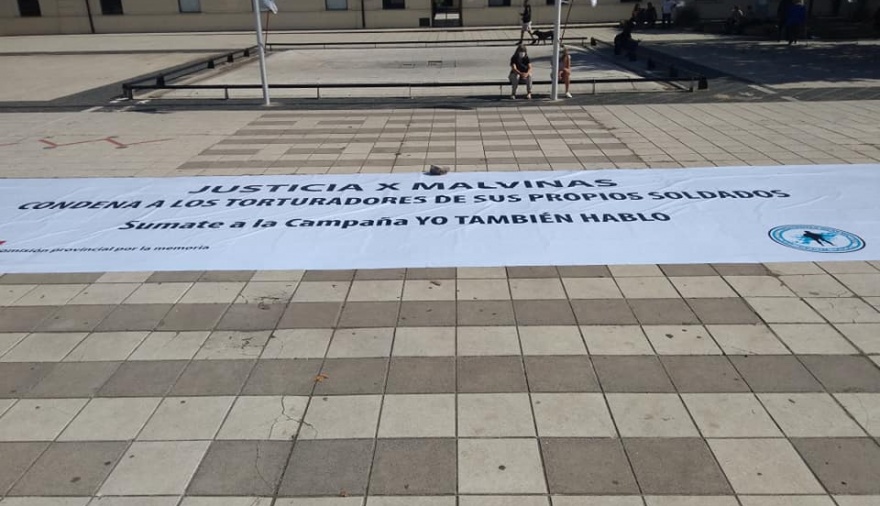 JUSTICIA X MALVINAS
CONDENA A LOS TORTURADORES DE SUS PROPIOS SOLDADOS
Sumate a la Campaña YO TAMBIÉN HABLO
comisión provincial por la memoria